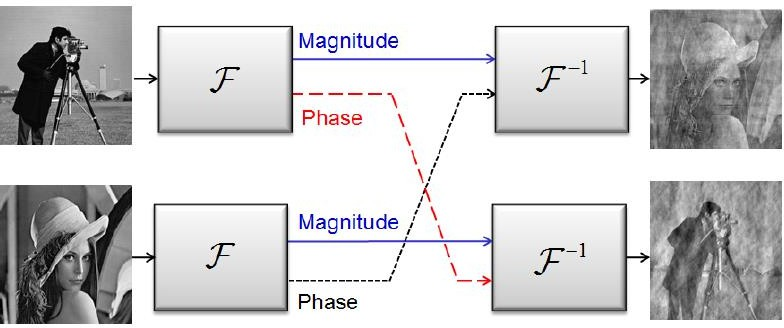 Magnitude
ℱ
ℱ⁻¹
Phase
Magnitude
ℱ
ℱ⁻¹
Phase